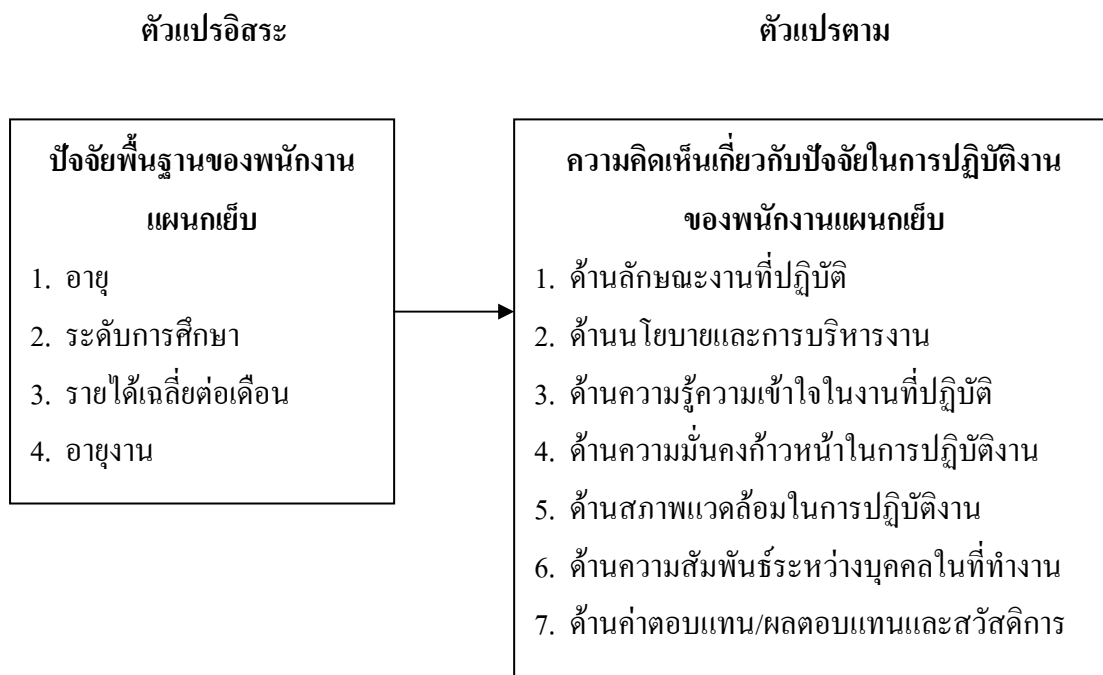 ตัวแปรอิสระ
ตัวแปรตาม
ปัจจัยพื้นฐานของพนักงาน
แผนกเย็บ
1. อายุ
2. ระดับการศึกษา
3. รายได้เฉลี่ยต่อเดือน
4. อายุงาน
ความคิดเห็นเกี่ยวกับปัจจัยในการปฏิบัติงาน
ของพนักงานแผนกเย็บ
1. ด้านลักษณะงานที่ปฏิบัติ
2. ด้านนโยบายและการบริหารงาน
3. ด้านความรู้ความเข้าใจในงานที่ปฏิบัติ
4. ด้านความมั่นคงก้าวหน้าในการปฏิบัติงาน
5. ด้านสภาพแวดล้อมในการปฏิบัติงาน
6. ด้านความสัมพันธ์ระหว่างบุคคลในที่ทำงาน
7. ด้านค่าตอบแทน/ผลตอบแทนและสวัสดิการ